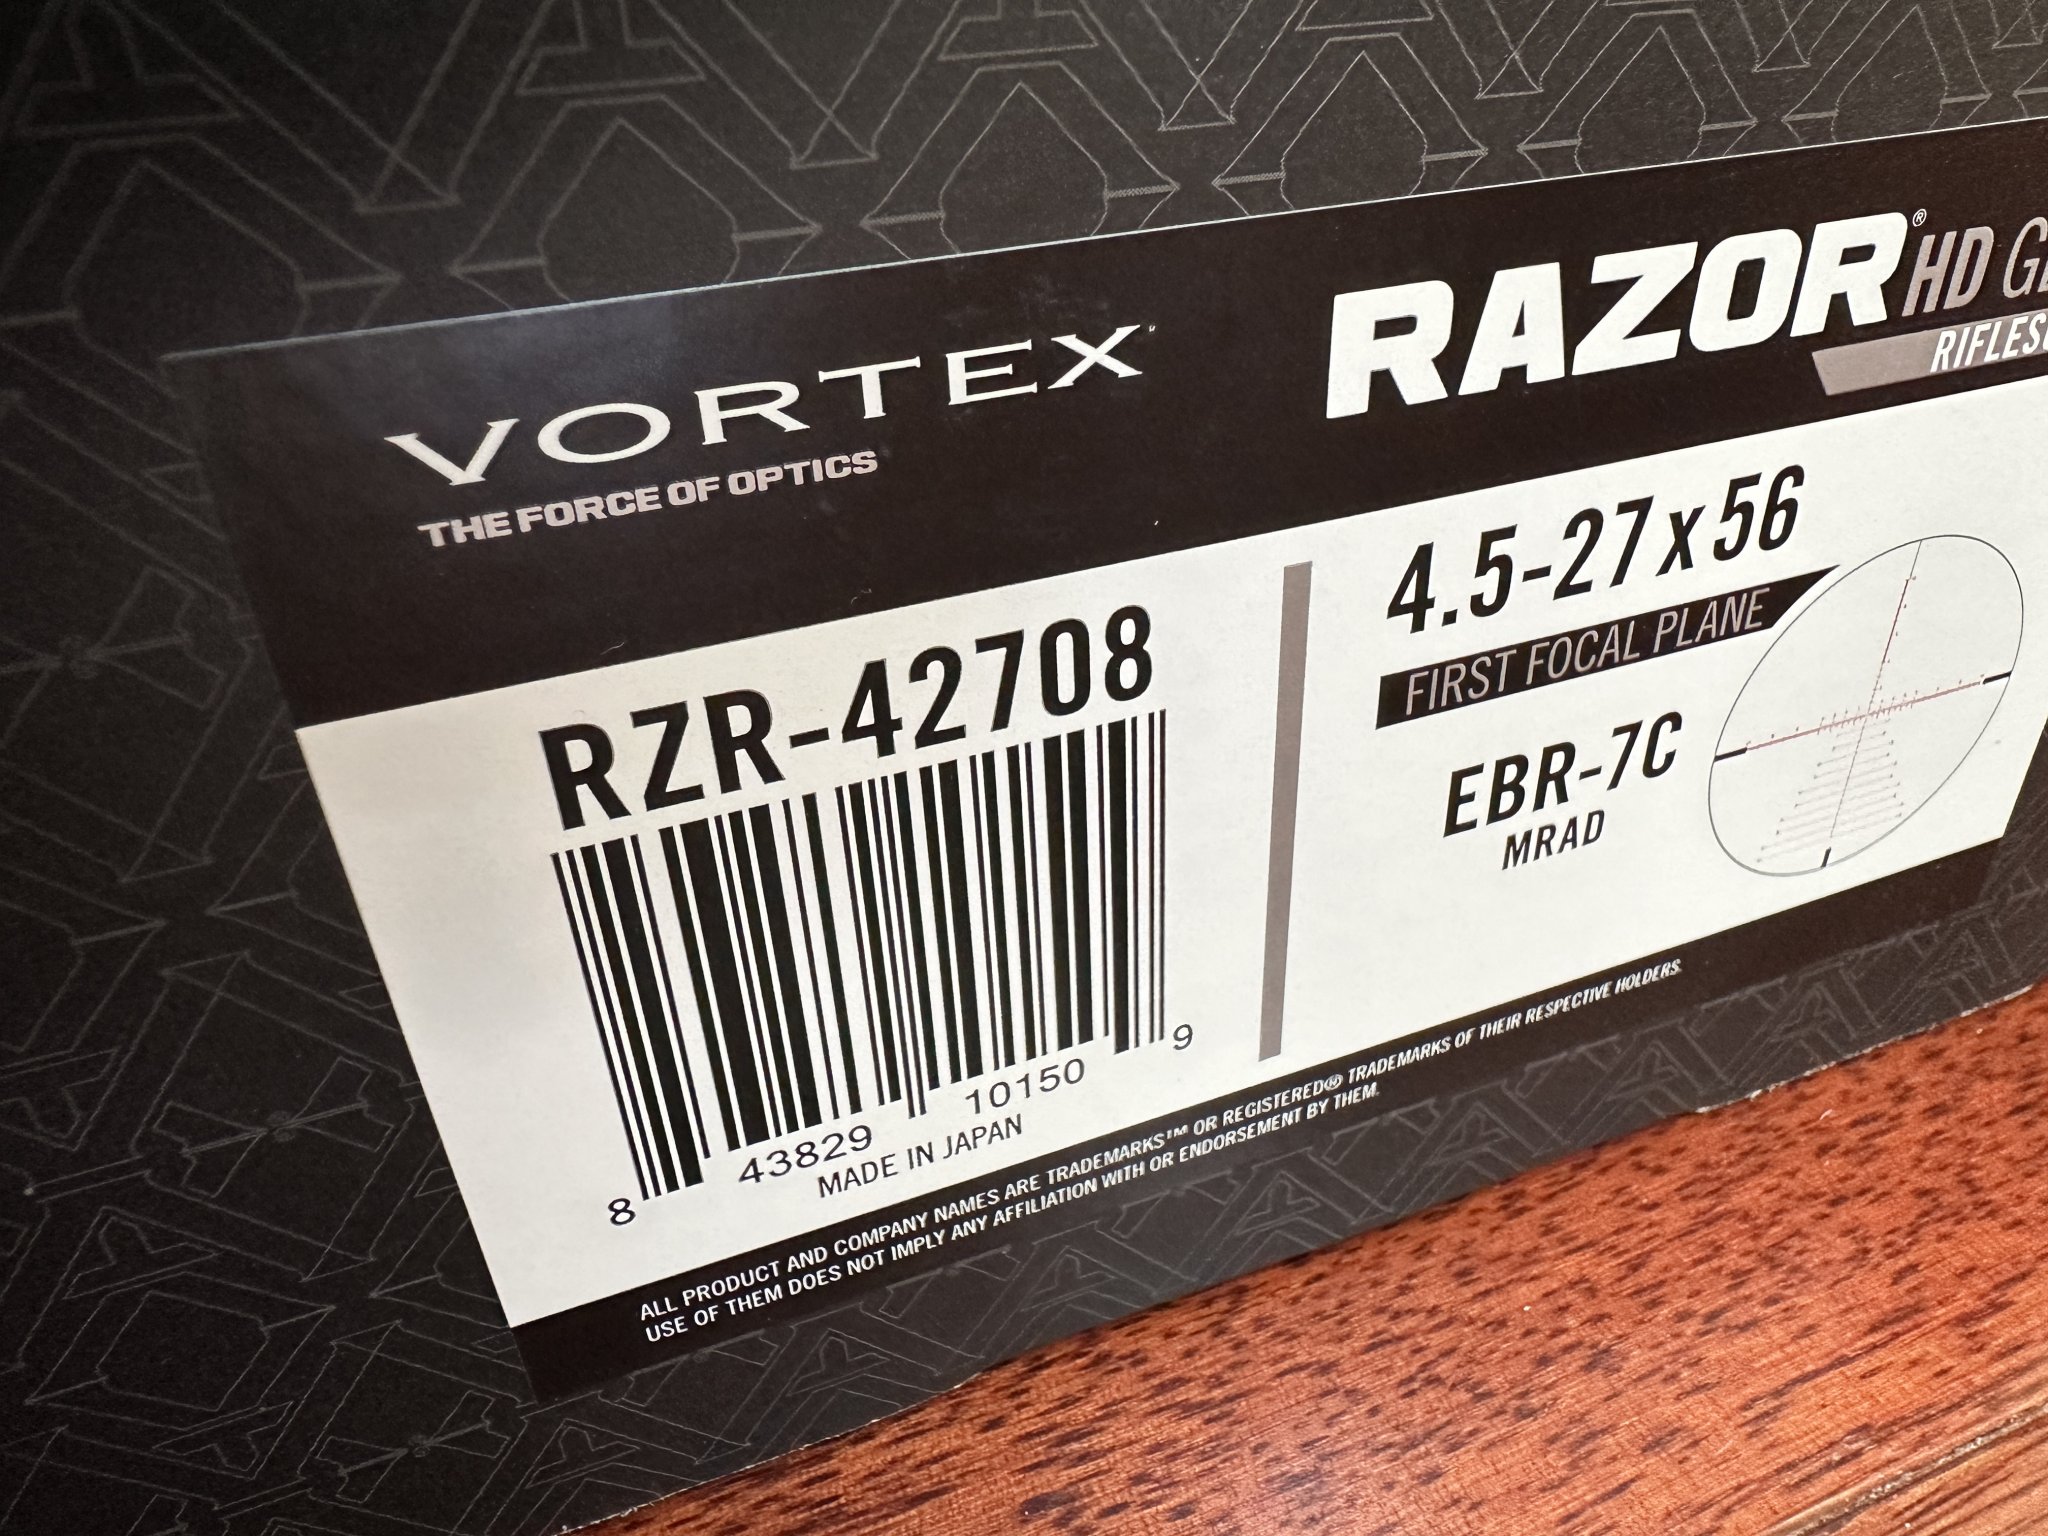 VORTEX
THE FORCE OF OPTICS
RAZOR® HD
RZR-42708
8 43829 10150 9
MADE IN JAPAN
4.5-27x56
FIRST FOCAL PLANE
EBR-7C
MRAD
ALL PRODUCT AND COMPANY NAMES ARE TRADEMARKS™ OR REGISTERED® TRADEMARKS OF THEIR RESPECTIVE HOLDERS.
USE OF THEM DOES NOT IMPLY ANY AFFILIATION WITH OR ENDORSEMENT BY THEM.